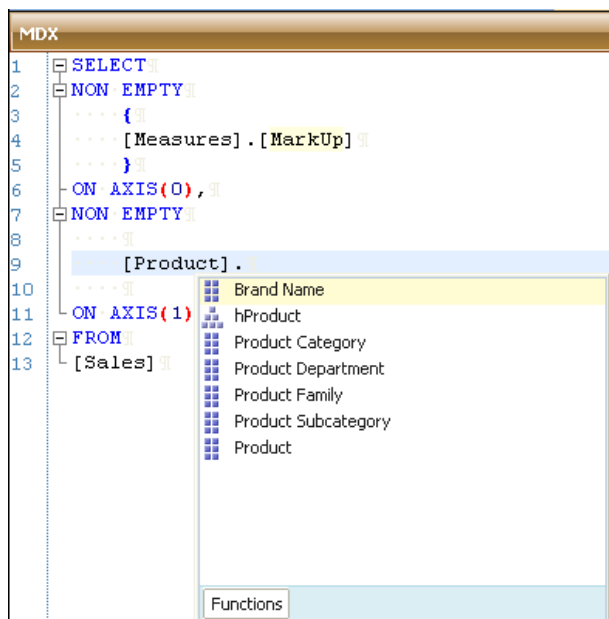 MDX
1 SELECT
2 NON EMPTY
3 {
4 [Measures].[MarkUp]
5 }
6 ON AXIS(0),
7 NON EMPTY
8
9 [Product].
10 Brand Name
11 ON AXIS(1) hProduct
12 FROM Product Category
13 [Sales] Product Department
Product Family
Product Subcategory
Product
Functions